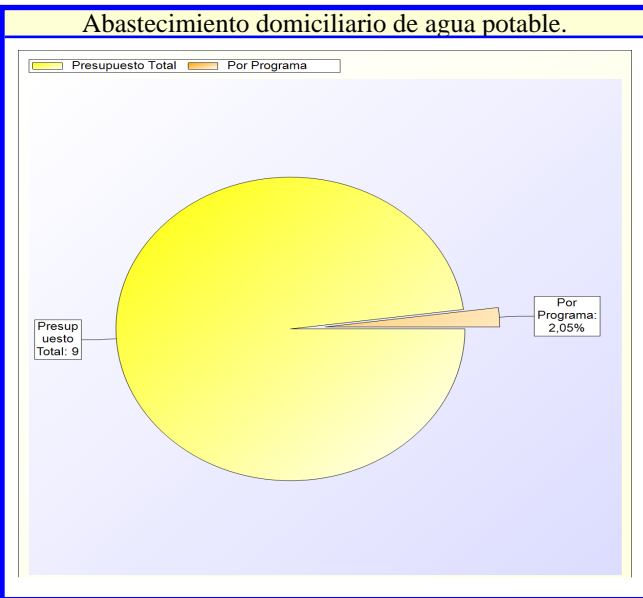 Abastecimiento domiciliario de agua potable.
Presupuesto Total Por Programa
Por
Programa:
2,05%
Presup
uesto
Total: 9